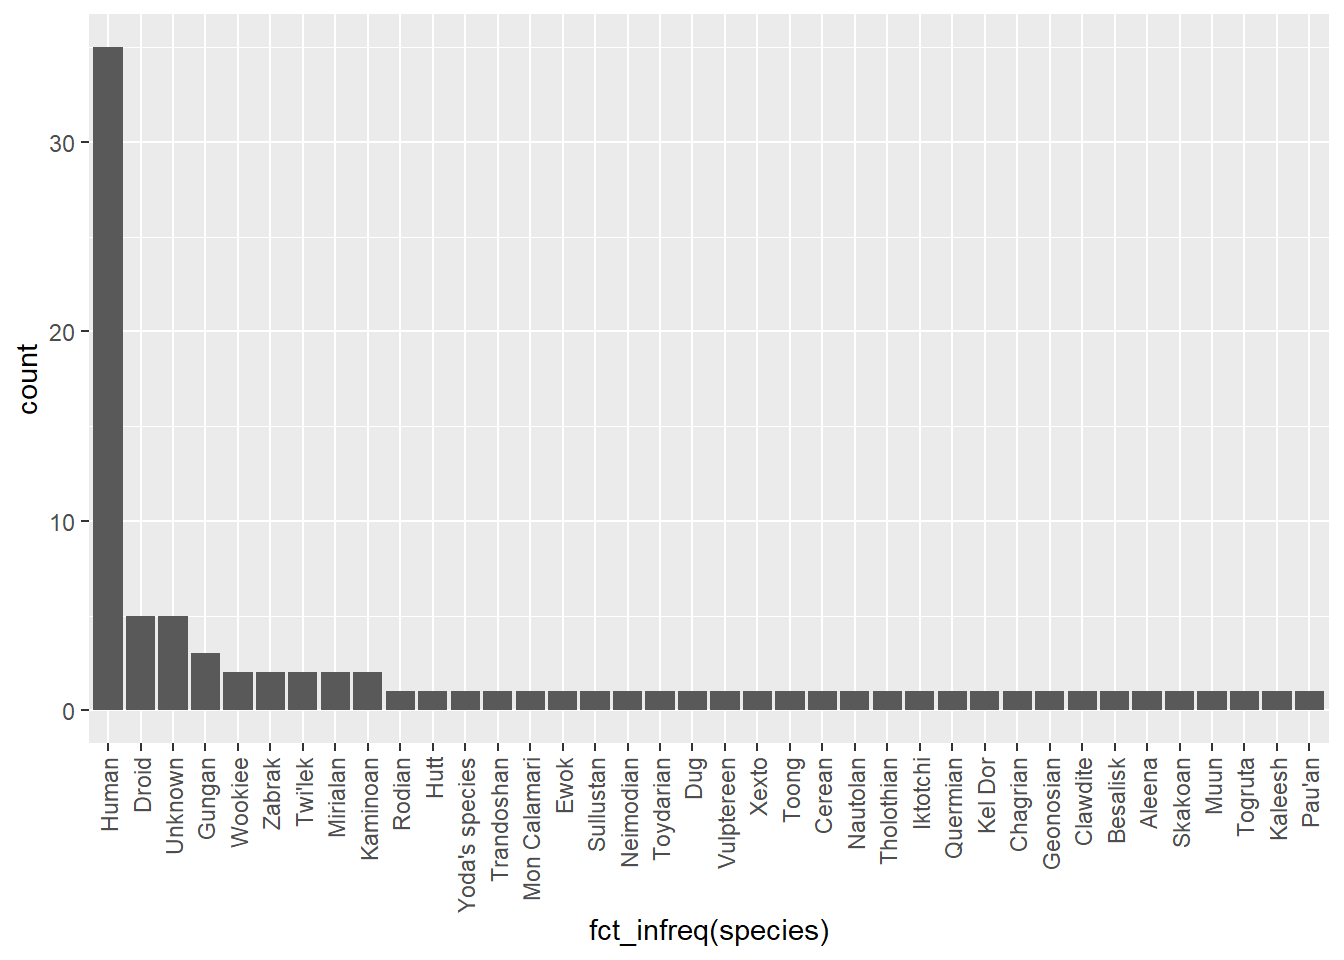 30
20
10
0
count
Human
Droid
Unknown
Gungan
Wookiee
Zabrak
Twi'lek
Mirialan
Kaminoan
Rodian
Hutt
Yoda's species
Trandoshan
Mon Calamari
Ewok
Sullustan
Neimodian
Toydarian
Dug
Vulptereen
Xexto
Toong
Cerean
Nautolan
Tholothian
Iktotchi
Quermian
Kel Dor
Chagrian
Geonosian
Clawdite
Besalisk
Aleena
Skakoan
Muun
Togruta
Kaleesh
Pau'an
fct_infreq(species)